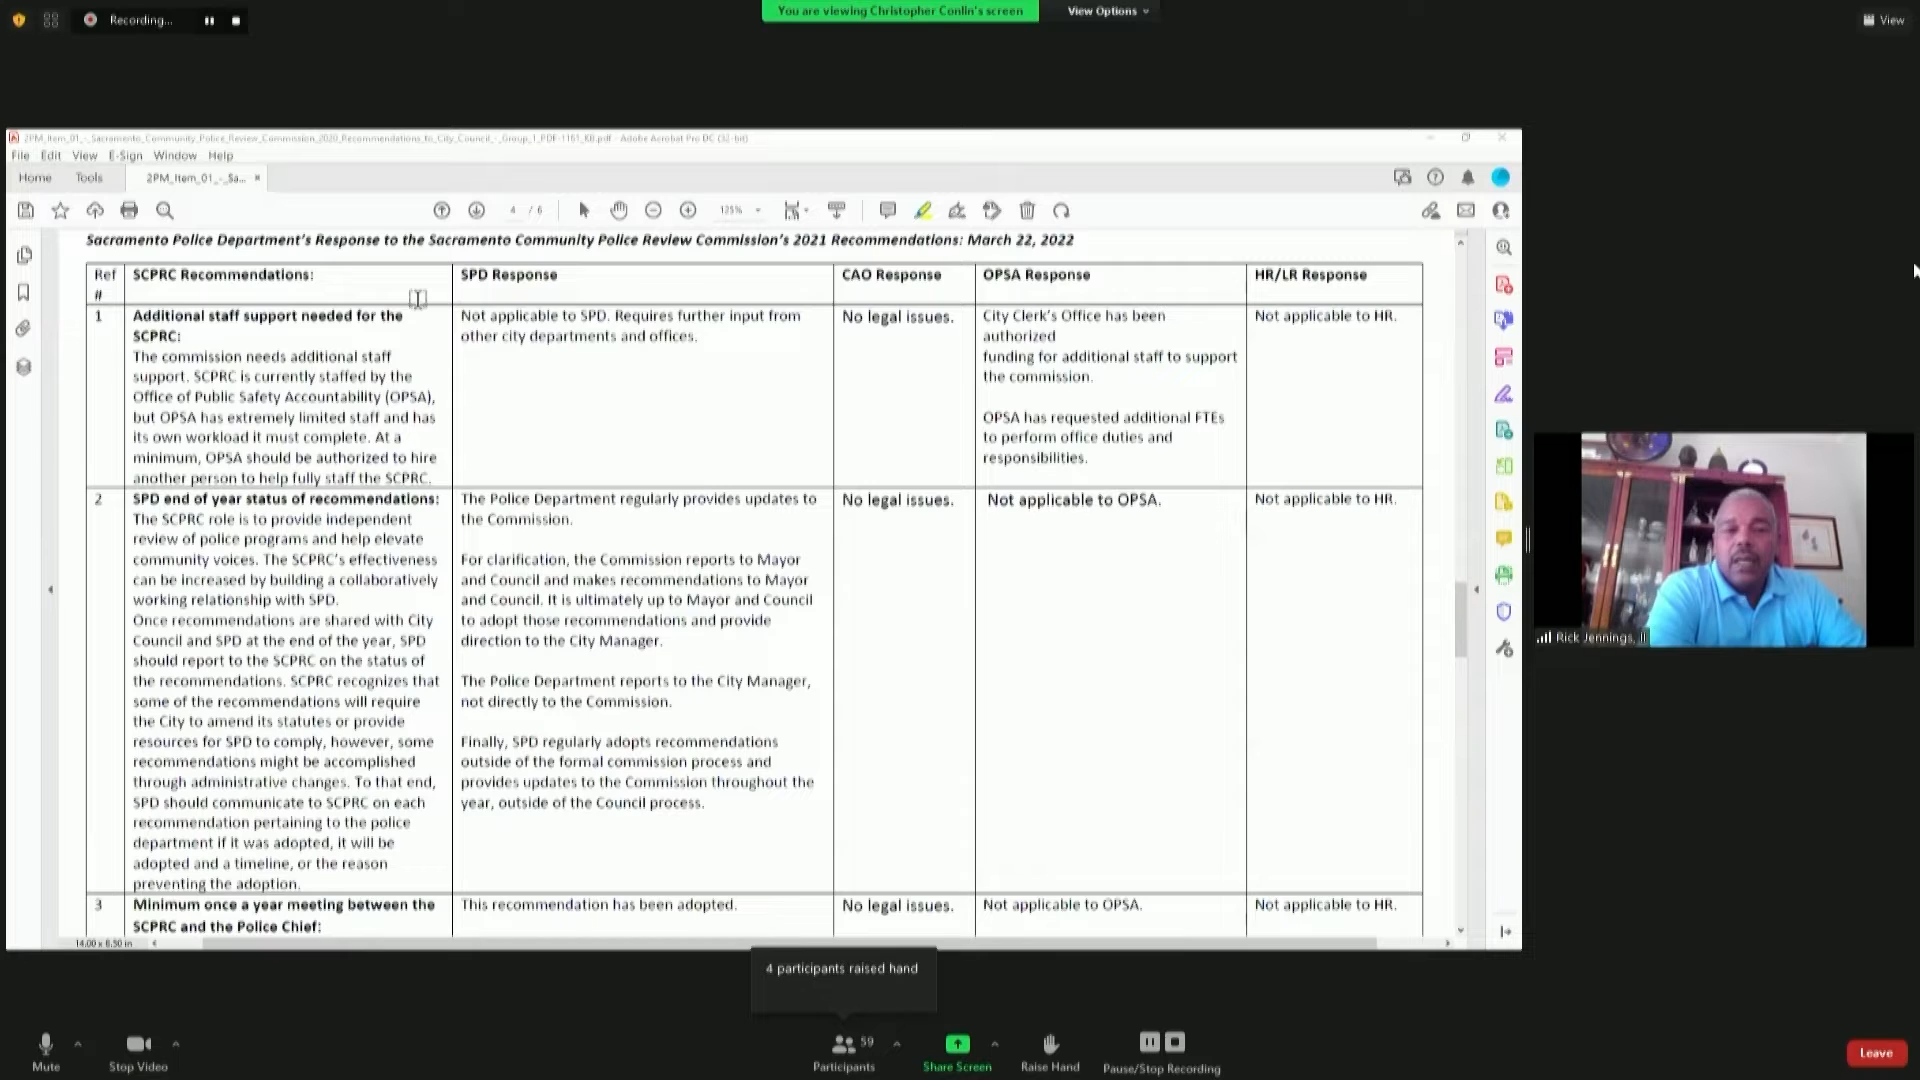 Recording...
You are viewing Christopher Conlin's screen
View Options
View
2PM_Item_01_-_Sacramento_Community_Police_Review_Commission_2020_Recommendations_to_City_Council_-_Group_1_PDF-1151_KB.pdf - Adobe Acrobat Pro DC (32-bit)
File Edit View E-Sign Window Help
Home Tools 2PM_Item_01_-_Sa... ×
4 / 6 125%
Sacramento Police Department's Response to the Sacramento Community Police Review Commission's 2021 Recommendations: March 22, 2022
Ref
#
SCPRC Recommendations:
SPD Response
CAO Response
OPSA Response
HR/LR Response
1
Additional staff support needed for the
SCPRC:
The commission needs additional staff
support. SCPRC is currently staffed by the
Office of Public Safety Accountability (OPSA),
but OPSA has extremely limited staff and has
its own workload it must complete. At a
minimum, OPSA should be authorized to hire
another person to help fully staff the SCPRC.
Not applicable to SPD. Requires further input from
other city departments and offices.
No legal issues.
City Clerk's Office has been
authorized
funding for additional staff to support
the commission.
OPSA has requested additional FTEs
to perform office duties and
responsibilities.
Not applicable to HR.
2
SPD end of year status of recommendations:
The SCPRC role is to provide independent
review of police programs and help elevate
community voices. The SCPRC's effectiveness
can be increased by building a collaboratively
working relationship with SPD.
Once recommendations are shared with City
Council and SPD at the end of the year, SPD
should report to the SCPRC on the status of
the recommendations. SCPRC recognizes that
some of the recommendations will require
the City to amend its statutes or provide
resources for SPD to comply, however, some
recommendations might be accomplished
through administrative changes. To that end,
SPD should communicate to SCPRC on each
recommendation pertaining to the police
department if it was adopted, it will be
adopted and a timeline, or the reason
preventing the adoption.
The Police Department regularly provides updates to
the Commission.
For clarification, the Commission reports to Mayor
and Council and makes recommendations to Mayor
and Council. It is ultimately up to Mayor and Council
to adopt those recommendations and provide
direction to the City Manager.
The Police Department reports to the City Manager,
not directly to the Commission.
Finally, SPD regularly adopts recommendations
outside of the formal commission process and
provides updates to the Commission throughout the
year, outside of the Council process.
No legal issues.
Not applicable to OPSA.
Not applicable to HR.
3
Minimum once a year meeting between the
SCPRC and the Police Chief:
This recommendation has been adopted.
No legal issues.
Not applicable to OPSA.
Not applicable to HR.
14.00 x 8.50 in
Rick Jennings, II
4 participants raised hand
Mute
Stop Video
59
Participants
Share Screen
Raise Hand
Pause/Stop Recording
Leave